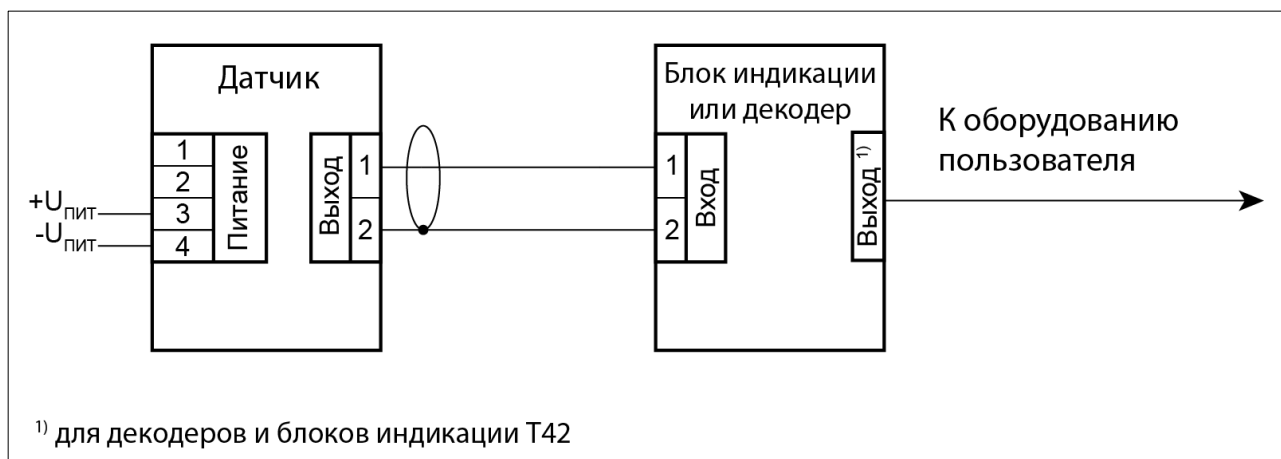 Датчик
1
2
3
4
Питание
Выход
1
2
+Uпит
-Uпит
Блок индикации
или декодер
1
2
Вход
Выход 1)
К оборудованию
пользователя
1) для декодеров и блоков индикации Т42